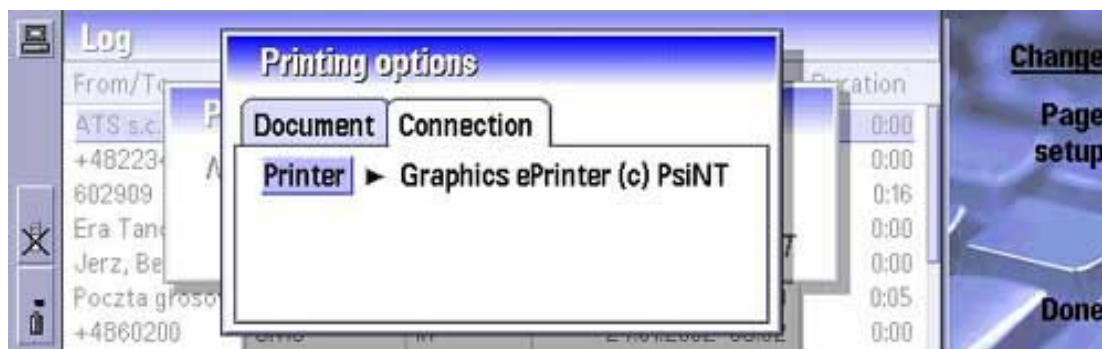 Log
Printing options
Change
From/To
Duration
Page
setup
Document Connection
ATS s.c. 0:00
Printer ► Graphics ePrinter (c) PsiNT
+48223 0:00
602909 0:16
Era Tand 0:00
Jerz, Be 0:00
Poczta głoso 0:05
Done
+4860200 0:00